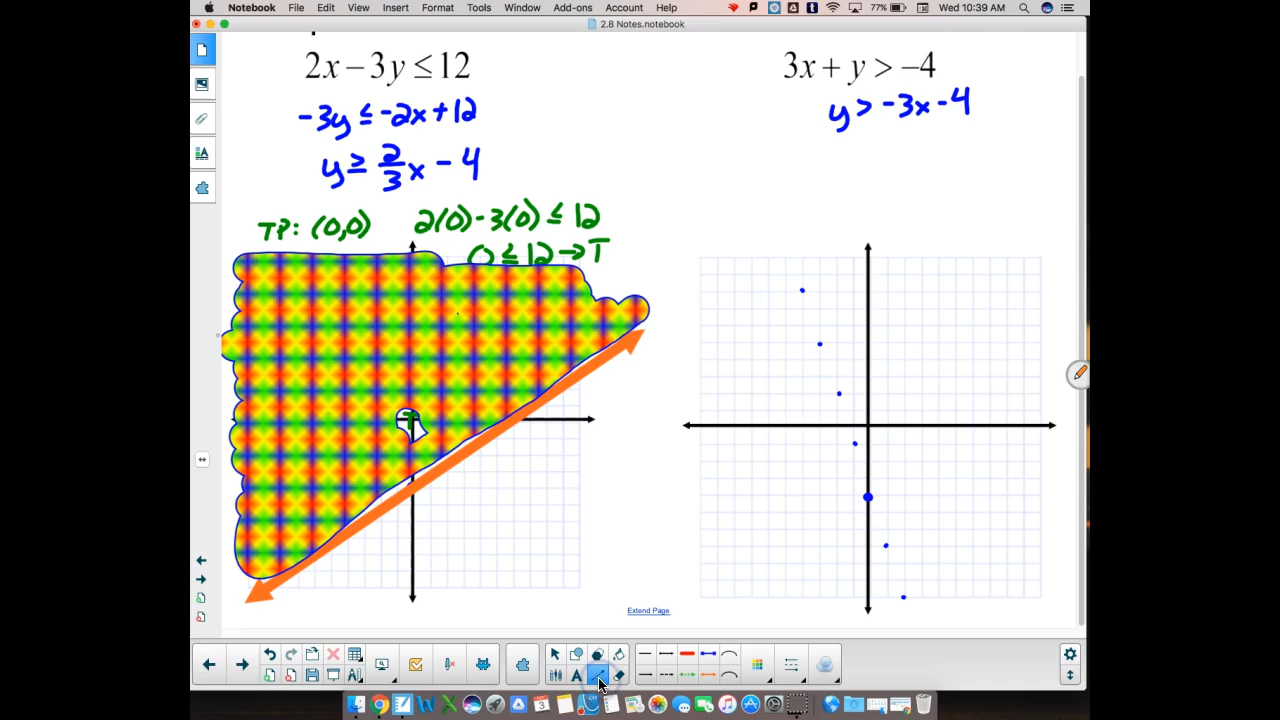 Notebook File Edit View Insert Format Tools Window Add-ons Account Help 77% Wed 10:39 AM
2.8 Notes.notebook
2x − 3y ≤ 12
-3y ≤ -2x + 12
y ≥ 2/3 x - 4
TP: (0,0) 2(0) - 3(0) ≤ 12
0 ≤ 12 → T
T
3x + y > −4
y > -3x - 4
Extend Page
A
3